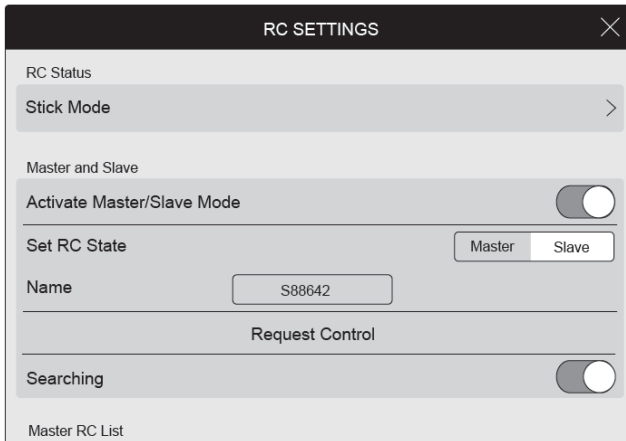 RC SETTINGS
RC Status
Stick Mode
Master and Slave
Activate Master/Slave Mode
Set RC State Master Slave
Name S88642
Request Control
Searching
Master RC List